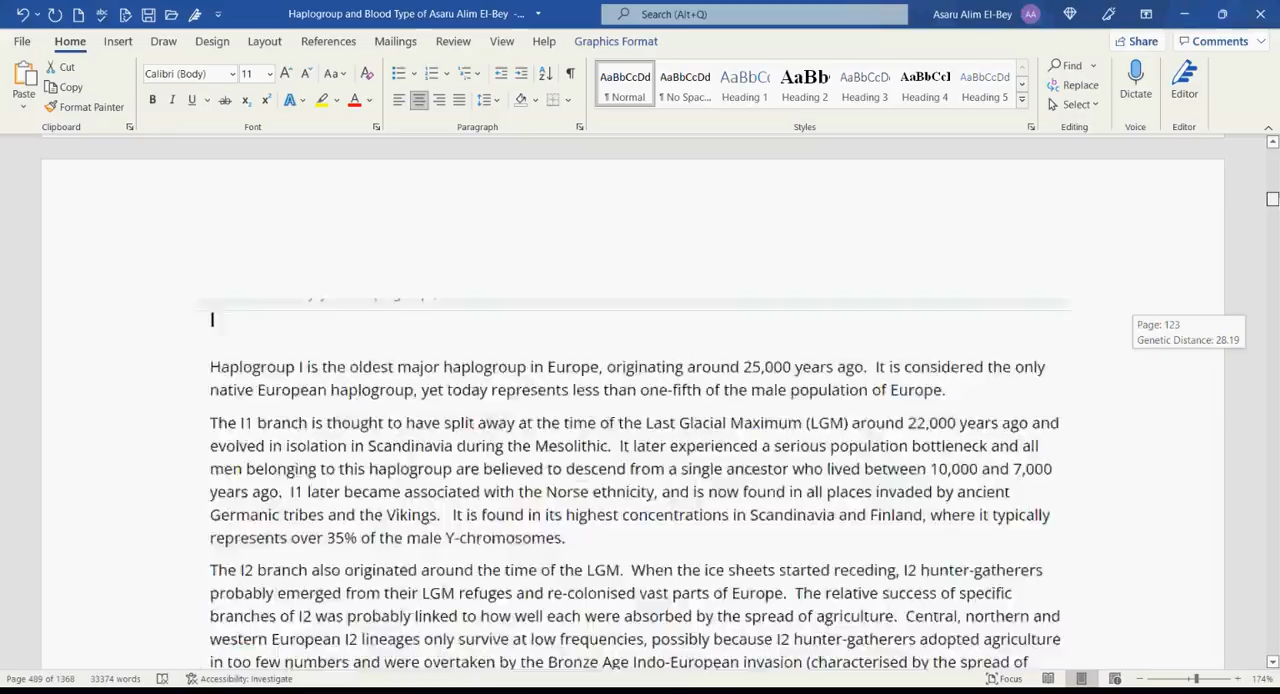 Haplogroup and Blood Type of Asaru Alim El-Bey -...
Search (Alt+Q)
Asaru Alim El-Bey
AA
File Home Insert Draw Design Layout References Mailings Review View Help Graphics Format
Share
Comments
Paste
Cut
Copy
Format Painter
Clipboard
Calibri (Body)
11
Font
Paragraph
AaBbCcDd
¶ Normal
AaBbCcDd
¶ No Spac...
AaBbCc
Heading 1
AaBb
Heading 2
AaBbCcDd
Heading 3
AaBbCcI
Heading 4
AaBbCcDd
Heading 5
Styles
Find
Replace
Select
Editing
Dictate
Voice
Editor
Editor
Page: 123
Genetic Distance: 28.19
Haplogroup I is the oldest major haplogroup in Europe, originating around 25,000 years ago. It is considered the only
native European haplogroup, yet today represents less than one-fifth of the male population of Europe.
The I1 branch is thought to have split away at the time of the Last Glacial Maximum (LGM) around 22,000 years ago and
evolved in isolation in Scandinavia during the Mesolithic. It later experienced a serious population bottleneck and all
men belonging to this haplogroup are believed to descend from a single ancestor who lived between 10,000 and 7,000
years ago. I1 later became associated with the Norse ethnicity, and is now found in all places invaded by ancient
Germanic tribes and the Vikings. It is found in its highest concentrations in Scandinavia and Finland, where it typically
represents over 35% of the male Y-chromosomes.
The I2 branch also originated around the time of the LGM. When the ice sheets started receding, I2 hunter-gatherers
probably emerged from their LGM refuges and re-colonised vast parts of Europe. The relative success of specific
branches of I2 was probably linked to how well each were absorbed by the spread of agriculture. Central, northern and
western European I2 lineages only survive at low frequencies, possibly because I2 hunter-gatherers adopted agriculture
in too few numbers and were overtaken by the Bronze Age Indo-European invasion (characterised by the spread of
Page 489 of 1368
33374 words
Accessibility: Investigate
Focus
174%